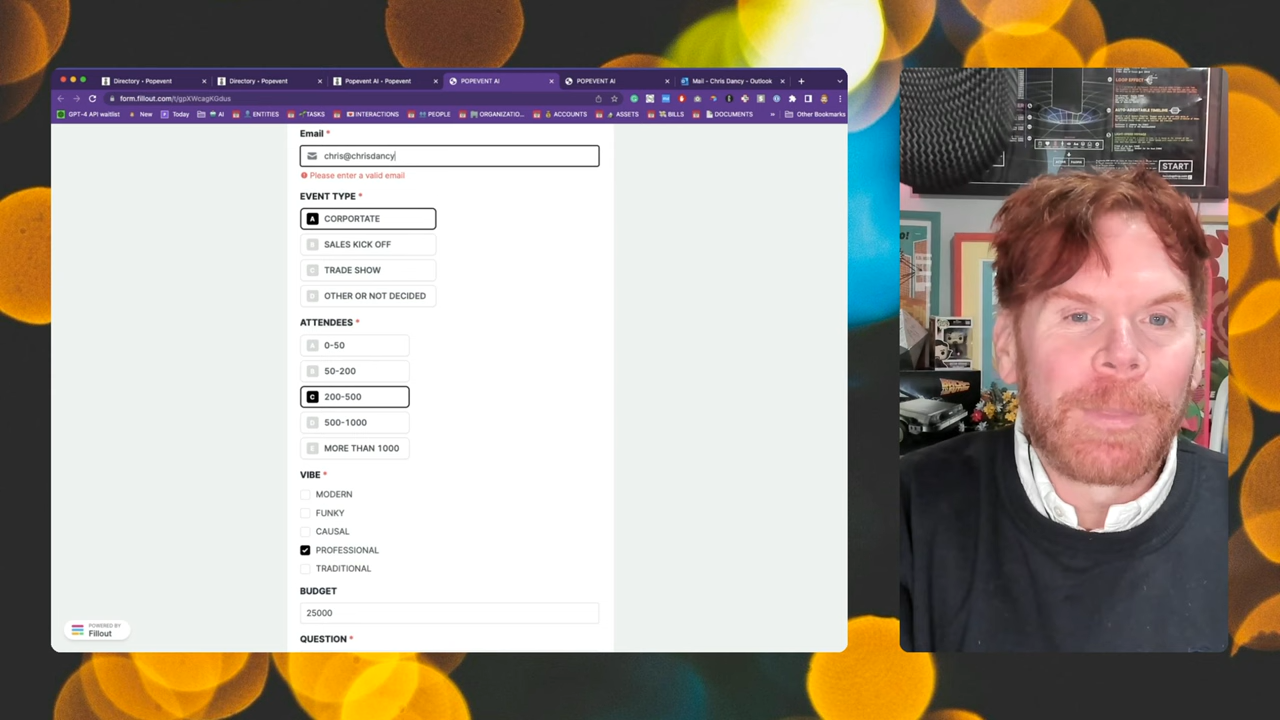 Directory • Popevent
Directory • Popevent
Popevent AI - Popevent
POPEVENT AI
POPEVENT AI
Mail - Chris Dancy - Outlook
form.fillout.com/t/gpXWcagKGdus
GPT-4 API waitlist
New
Today
AI
ENTITIES
TASKS
INTERACTIONS
PEOPLE
ORGANIZATIO...
ACCOUNTS
ASSETS
BILLS
DOCUMENTS
Other Bookmarks
Email *
chris@chrisdancy
Please enter a valid email
EVENT TYPE *
A CORPORTATE
B SALES KICK OFF
C TRADE SHOW
D OTHER OR NOT DECIDED
ATTENDEES *
A 0-50
B 50-200
C 200-500
D 500-1000
E MORE THAN 1000
VIBE *
MODERN
FUNKY
CAUSAL
PROFESSIONAL
TRADITIONAL
BUDGET
25000
QUESTION *
POWERED BY
Fillout
LOOP EFFECT
START